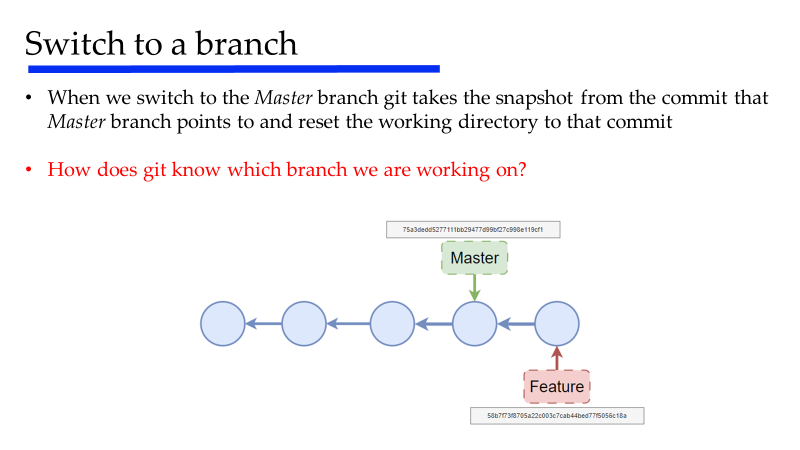 Switch to a branch
• When we switch to the Master branch git takes the snapshot from the commit that
Master branch points to and reset the working directory to that commit
• How does git know which branch we are working on?
75a3dedd5277111bb29477d99bf27c998e119cf1
Master
Feature
58b7f73f8705a22c003c7cab44bed77f5056c18a